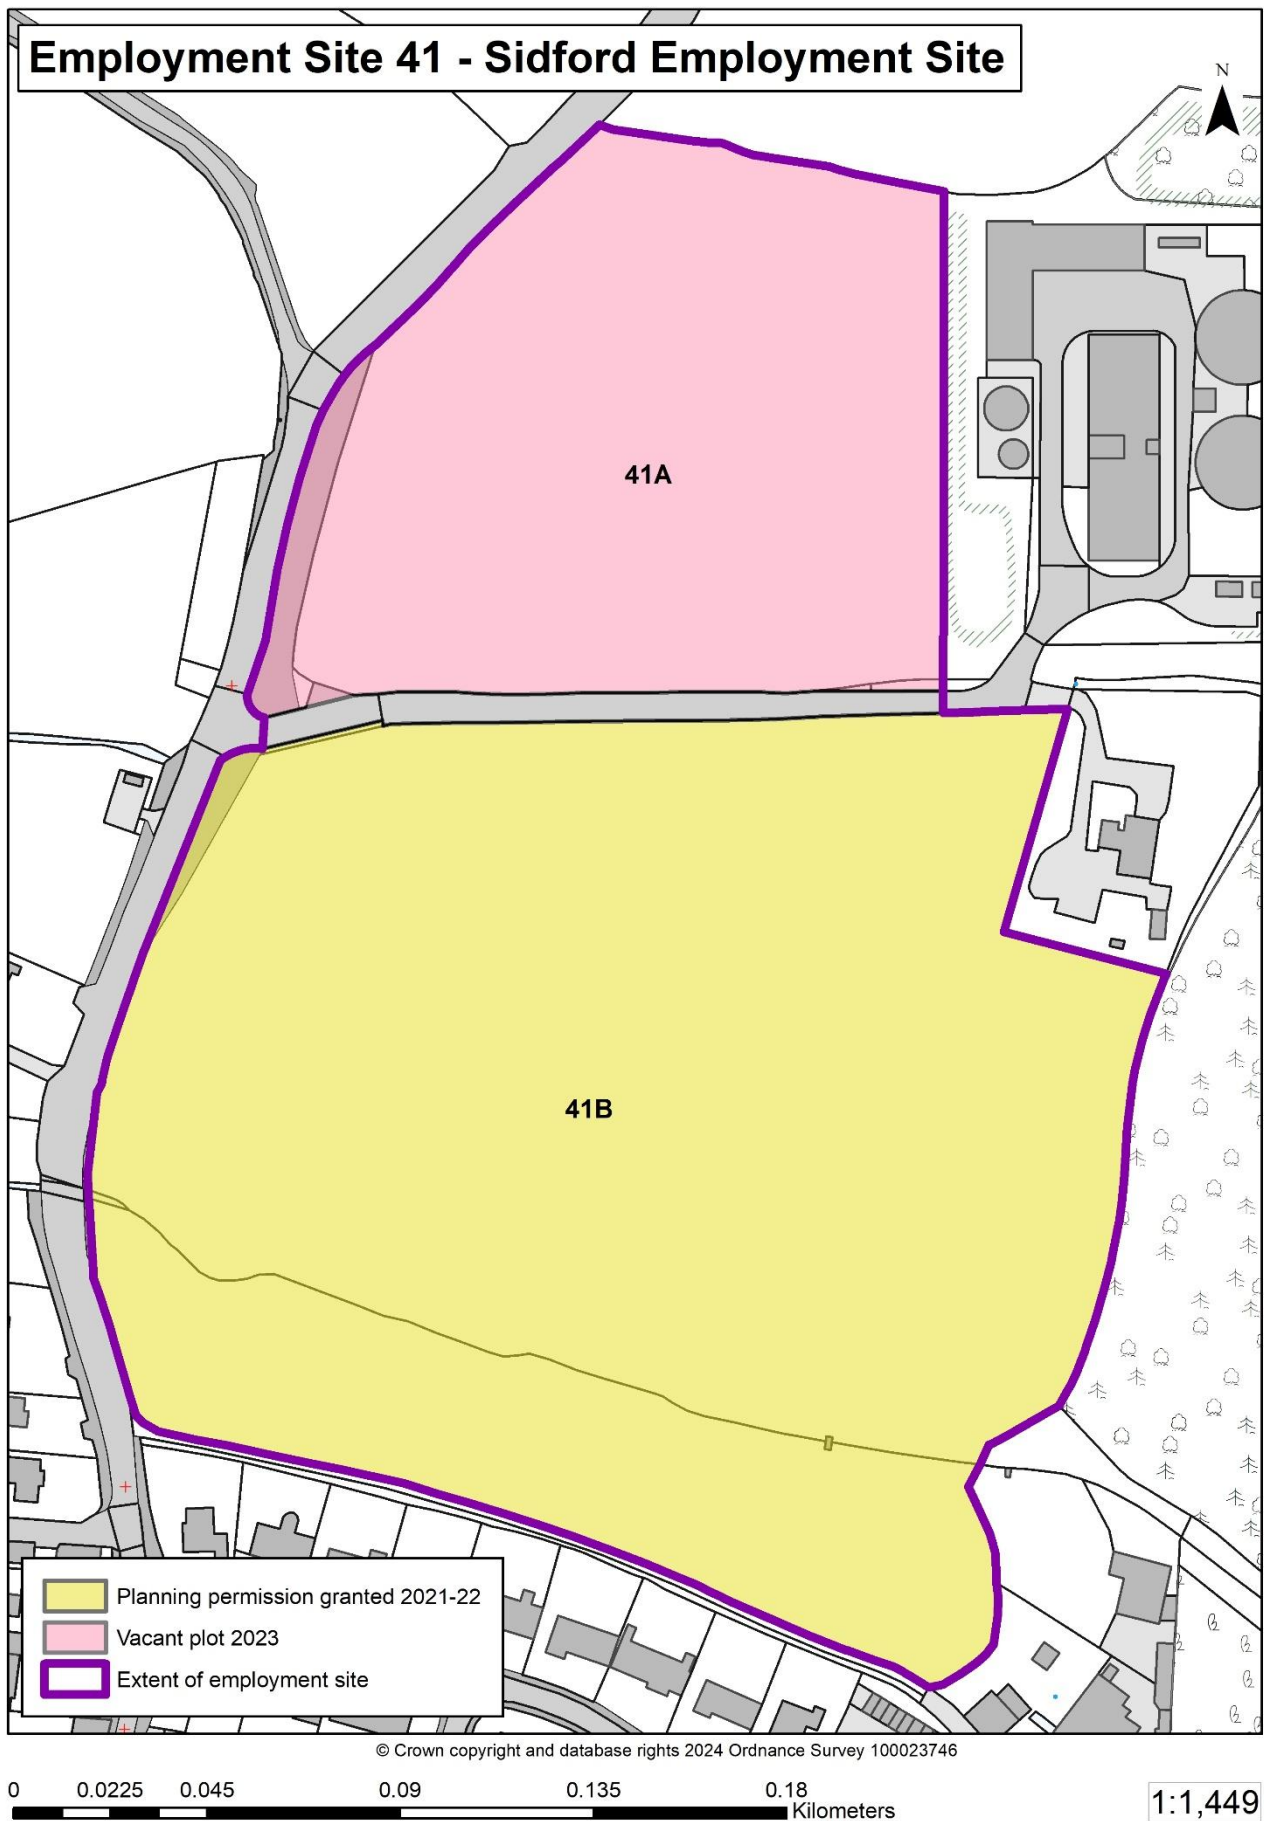 Employment Site 41 - Sidford Employment Site
N
41A
41B
Planning permission granted 2021-22
Vacant plot 2023
Extent of employment site
© Crown copyright and database rights 2024 Ordnance Survey 100023746
0 0.0225 0.045 0.09 0.135 0.18
Kilometers
1:1,449